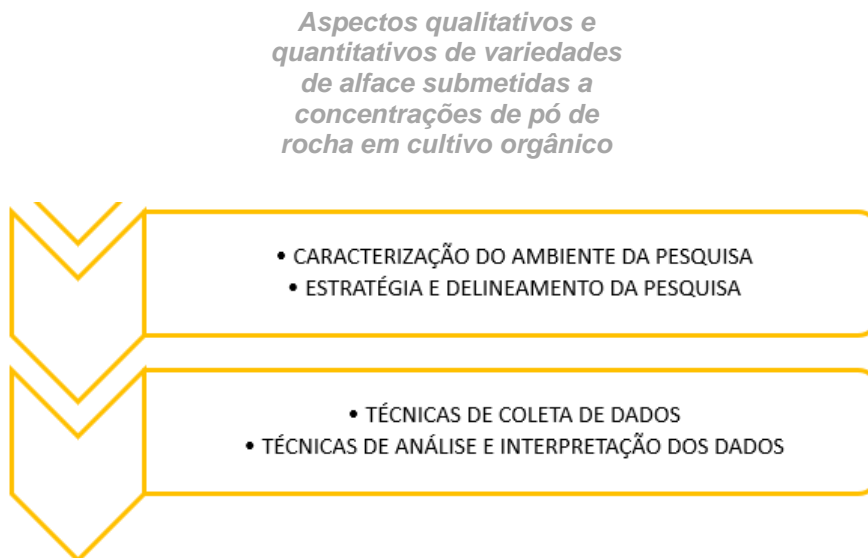 Aspectos qualitativos e
quantitativos de variedades
de alface submetidas a
concentrações de pó de
rocha em cultivo orgânico
• CARACTERIZAÇÃO DO AMBIENTE DA PESQUISA
• ESTRATÉGIA E DELINEAMENTO DA PESQUISA
• TÉCNICAS DE COLETA DE DADOS
• TÉCNICAS DE ANÁLISE E INTERPRETAÇÃO DOS DADOS